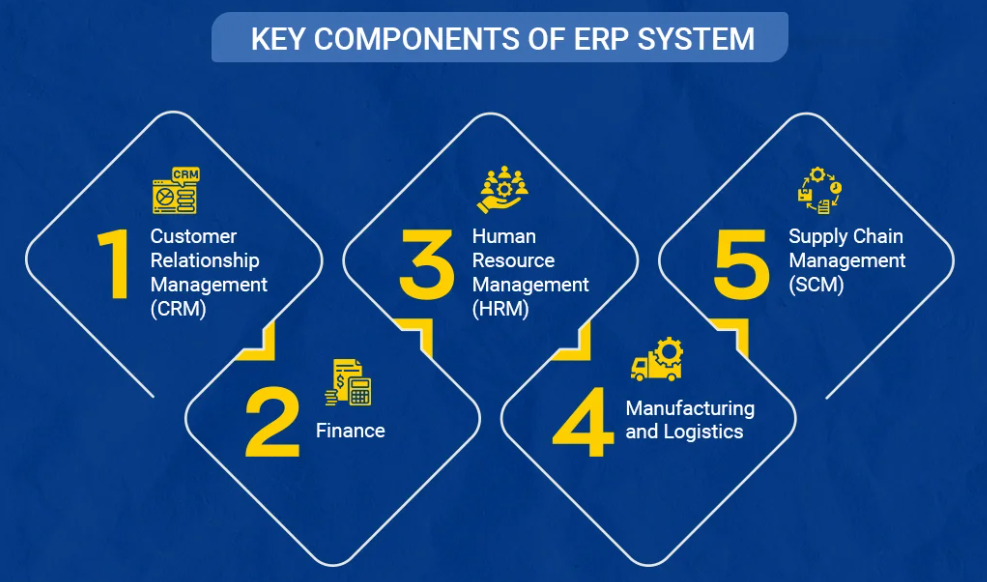 KEY COMPONENTS OF ERP SYSTEM
CRM
1
Customer
Relationship
Management
(CRM)
2
$
Finance
3
Human
Resource
Management
(HRM)
4
Manufacturing
and Logistics
5
Supply Chain
Management
(SCM)